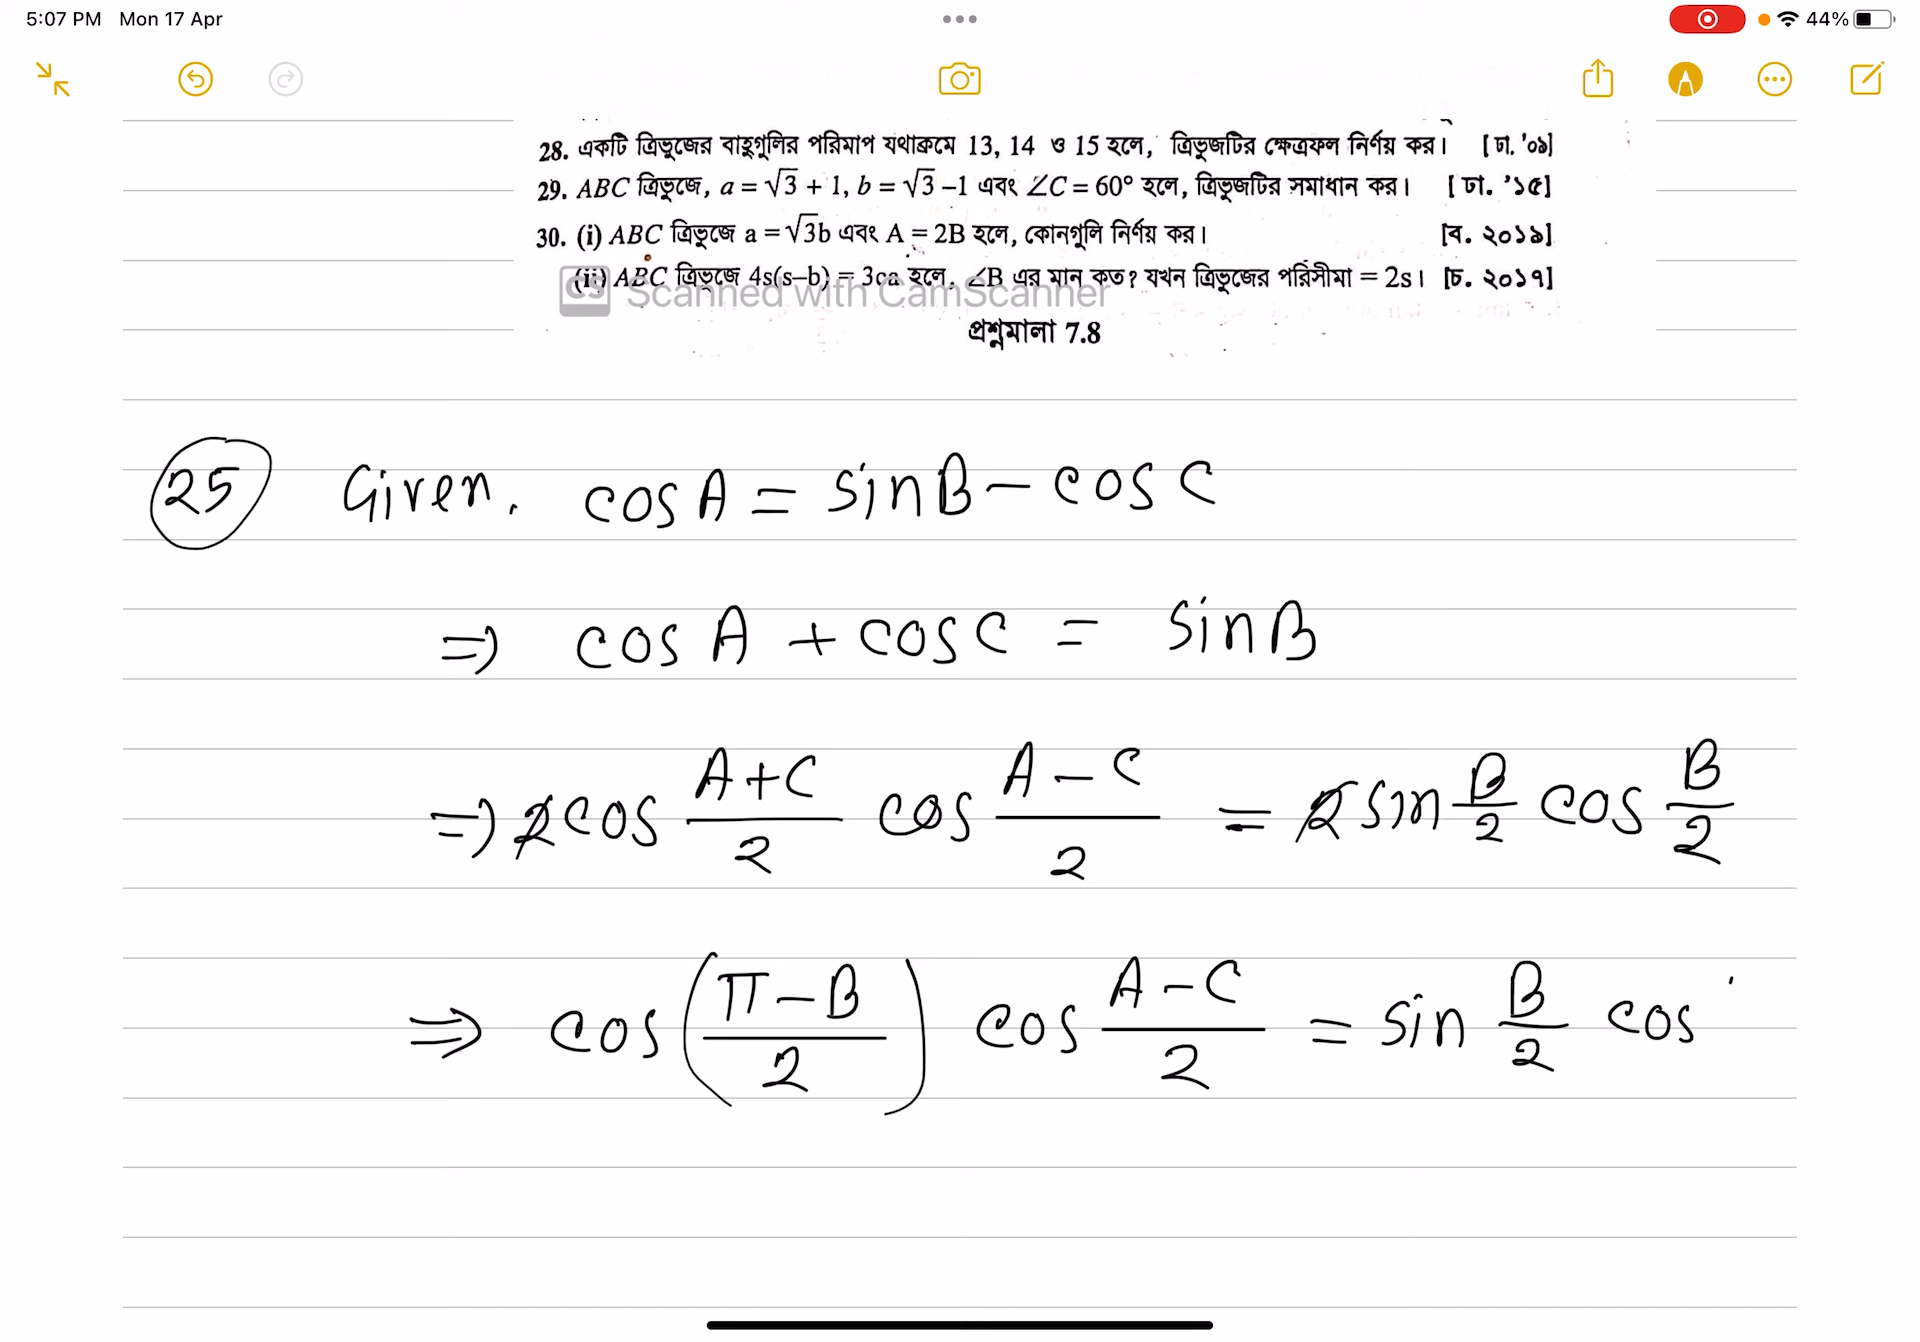 5:07 PM Mon 17 Apr
44%
28. একটি ত্রিভুজের বাহুগুলির পরিমাপ যথাক্রমে 13, 14 ও 15 হলে, ত্রিভুজটির ক্ষেত্রফল নির্ণয় কর। [ঢা. '০৯]
29. ABC ত্রিভুজে, a = √3 + 1, b = √3 –1 এবং ∠C = 60° হলে, ত্রিভুজটির সমাধান কর। [ঢা. '১৫]
30. (i) ABC ত্রিভুজে a = √3b এবং A = 2B হলে, কোনগুলি নির্ণয় কর। [ব. ২০১৯]
(ii) ABC ত্রিভুজে 4s(s–b) = 3ca হলে, ∠B এর মান কত? যখন ত্রিভুজের পরিসীমা = 2s। [চ. ২০১৭]
CS Scanned with CamScanner
প্রশ্নমালা 7.8
25 Given, cos A = sin B – cos C
⇒ cos A + cos C = sin B
⇒ 2cos (A+C)/2 cos (A–C)/2 = 2 sin B/2 cos B/2
⇒ cos((π–B)/2) cos (A–C)/2 = sin B/2 cos